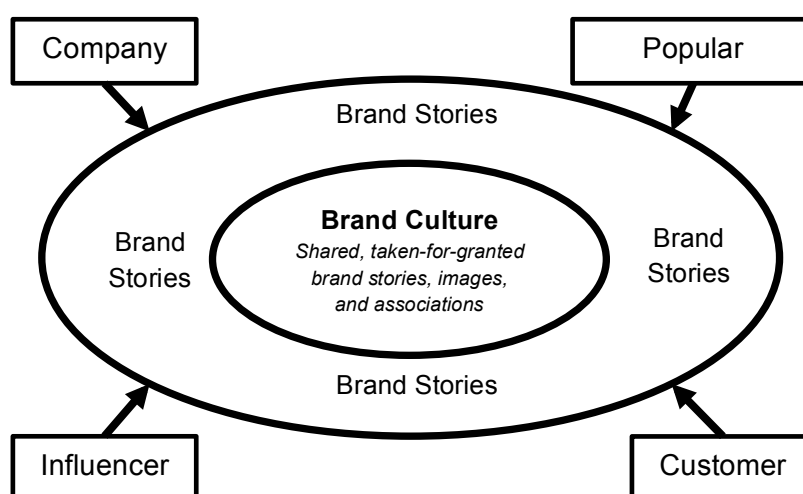 Company
Popular
Brand Stories
Brand
Stories
Brand Culture
Shared, taken-for-granted
brand stories, images,
and associations
Brand
Stories
Brand Stories
Influencer
Customer